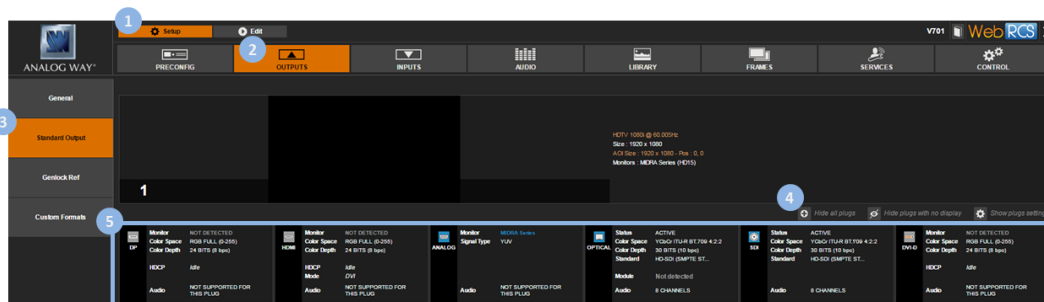 1
Setup
Edit
V701
Web RCS
ANALOG WAY
2
PRECONFIG
OUTPUTS
INPUTS
AUDIO
LIBRARY
FRAMES
SERVICES
CONTROL
General
3
Standard Output
Genlock Ref
Custom Formats
HDTV 1080i @ 60.005Hz
Size : 1920 x 1080
AOI Size : 1920 x 1080 - Pos : 0, 0
Monitors : MIDRA Series (HD15)
1
4
Hide all plugs
Hide plugs with no display
Show plugs setting
5
DP
Monitor NOT DETECTED
Color Space RGB FULL (0-255)
Color Depth 24 BITS (8 bpc)
HDCP Idle
Audio NOT SUPPORTED FOR
THIS PLUG
HDMI
Monitor NOT DETECTED
Color Space RGB FULL (0-255)
Color Depth 24 BITS (8 bpc)
HDCP Idle
Mode DVI
Audio NOT SUPPORTED FOR
THIS PLUG
ANALOG
Monitor MIDRA Series
Signal Type YUV
Audio NOT SUPPORTED FOR
THIS PLUG
OPTICAL
Status ACTIVE
Color Space YCbCr ITU-R BT.709 4:2:2
Color Depth 30 BITS (10 bpc)
Standard HD-SDI (SMPTE ST...
Module Not detected
Audio 8 CHANNELS
SDI
Status ACTIVE
Color Space YCbCr ITU-R BT.709 4:2:2
Color Depth 30 BITS (10 bpc)
Standard HD-SDI (SMPTE ST...
Audio 8 CHANNELS
DVI-D
Monitor NOT DETECTED
Color Space RGB FULL (0-255)
Color Depth 24 BITS (8 bpc)
HDCP Idle
Audio NOT SUPPORTED FOR
THIS PLUG